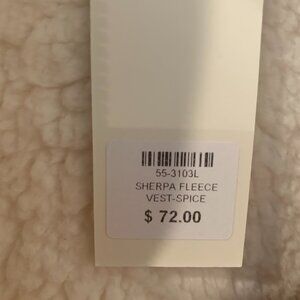 55-3103L
SHERPA FLEECE
VEST-SPICE
$ 72.00